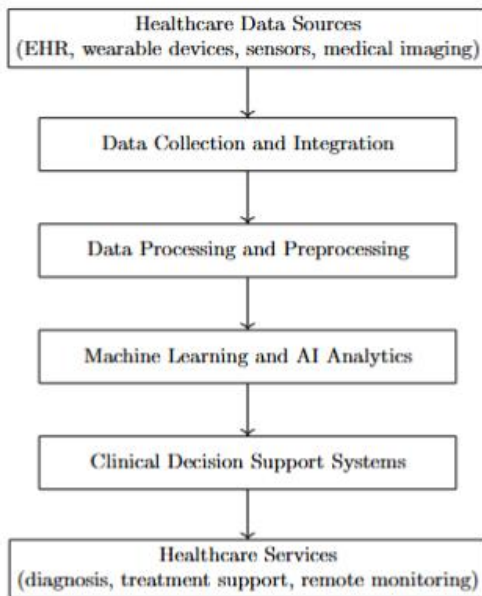 Healthcare Data Sources
(EHR, wearable devices, sensors, medical imaging)
Data Collection and Integration
Data Processing and Preprocessing
Machine Learning and AI Analytics
Clinical Decision Support Systems
Healthcare Services
(diagnosis, treatment support, remote monitoring)